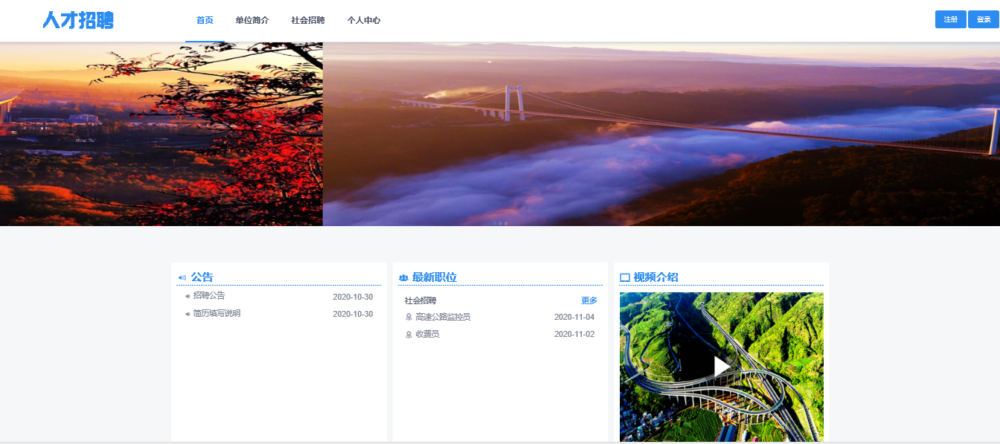 人才招聘
首页 单位简介 社会招聘 个人中心
注册 登录
公告
招聘公告 2020-10-30
简历填写说明 2020-10-30
最新职位
社会招聘 更多
高速公路监控员 2020-11-04
收费员 2020-11-02
视频介绍